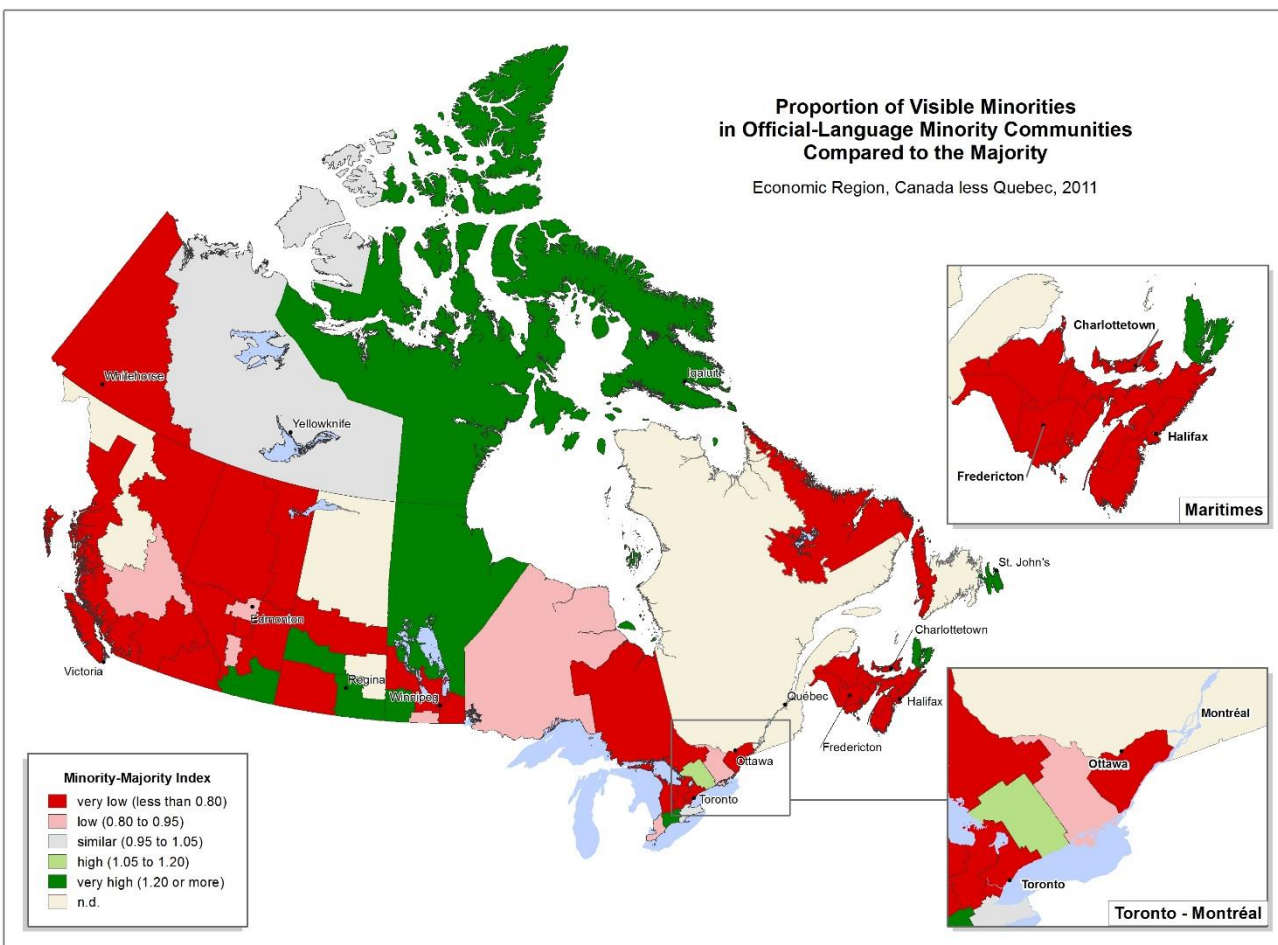 Proportion of Visible Minorities
in Official-Language Minority Communities
Compared to the Majority
Economic Region, Canada less Quebec, 2011
Whitehorse
Yellowknife
Iqaluit
Edmonton
Victoria
Regina
Winnipeg
St. John's
Charlottetown
Québec
Halifax
Fredericton
Ottawa
Toronto
Charlottetown
Halifax
Fredericton
Maritimes
Montréal
Ottawa
Toronto
Toronto - Montréal
Minority-Majority Index
very low (less than 0.80)
low (0.80 to 0.95)
similar (0.95 to 1.05)
high (1.05 to 1.20)
very high (1.20 or more)
n.d.